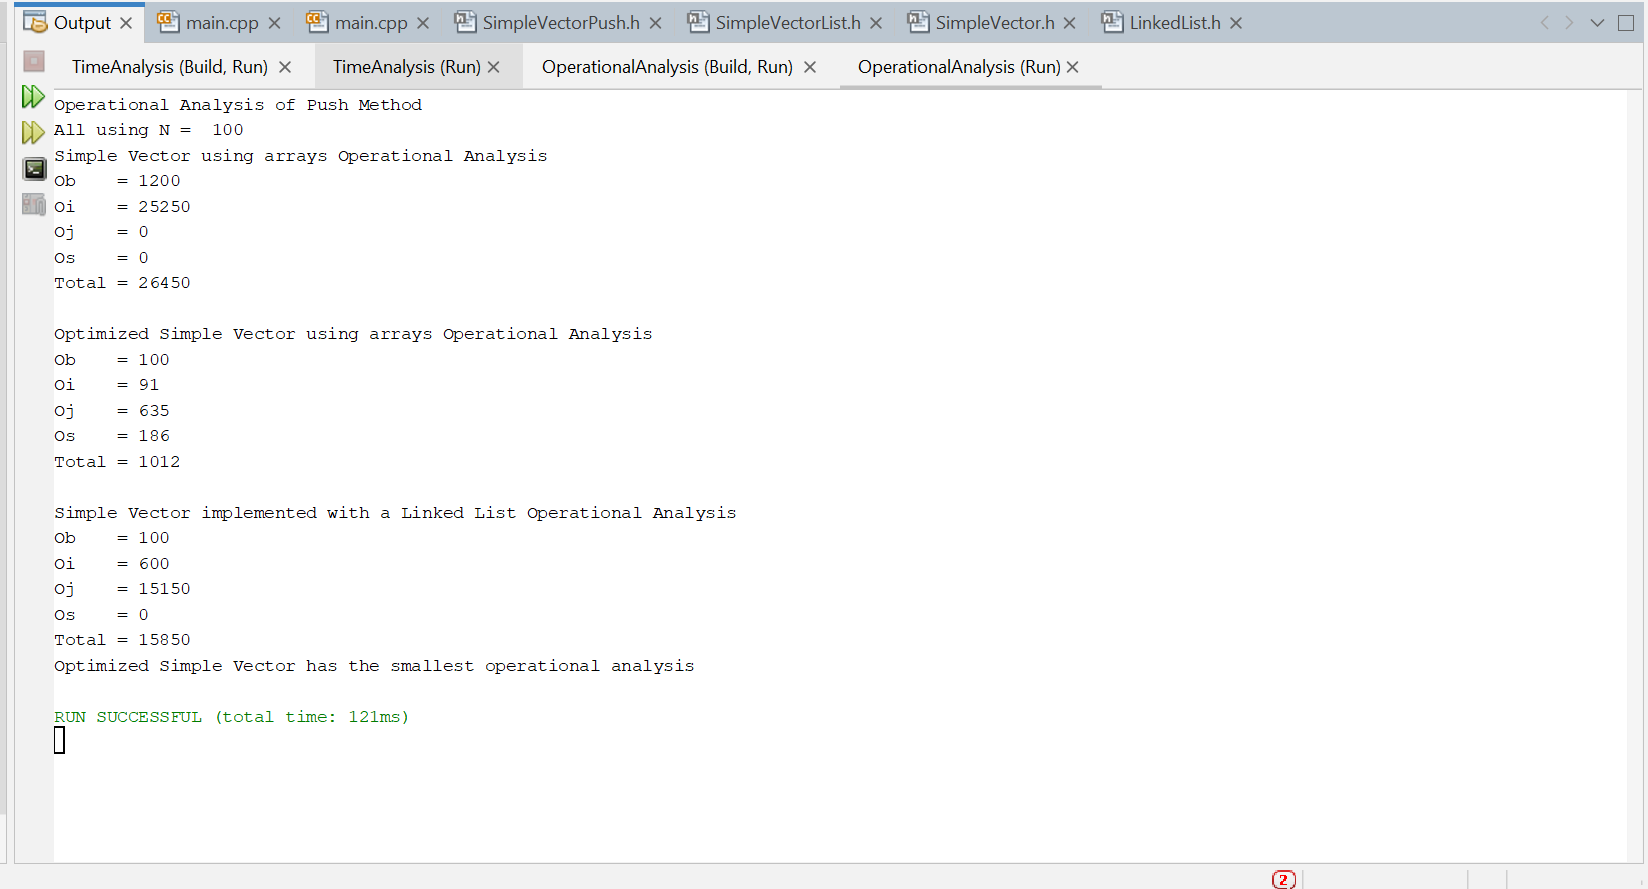 Output main.cpp main.cpp SimpleVectorPush.h SimpleVectorList.h SimpleVector.h LinkedList.h
TimeAnalysis (Build, Run) TimeAnalysis (Run) OperationalAnalysis (Build, Run) OperationalAnalysis (Run)
Operational Analysis of Push Method
All using N =  100
Simple Vector using arrays Operational Analysis
Ob    = 1200
Oi    = 25250
Oj    = 0
Os    = 0
Total = 26450
Optimized Simple Vector using arrays Operational Analysis
Ob    = 100
Oi    = 91
Oj    = 635
Os    = 186
Total = 1012
Simple Vector implemented with a Linked List Operational Analysis
Ob    = 100
Oi    = 600
Oj    = 15150
Os    = 0
Total = 15850
Optimized Simple Vector has the smallest operational analysis
RUN SUCCESSFUL (total time: 121ms)
2